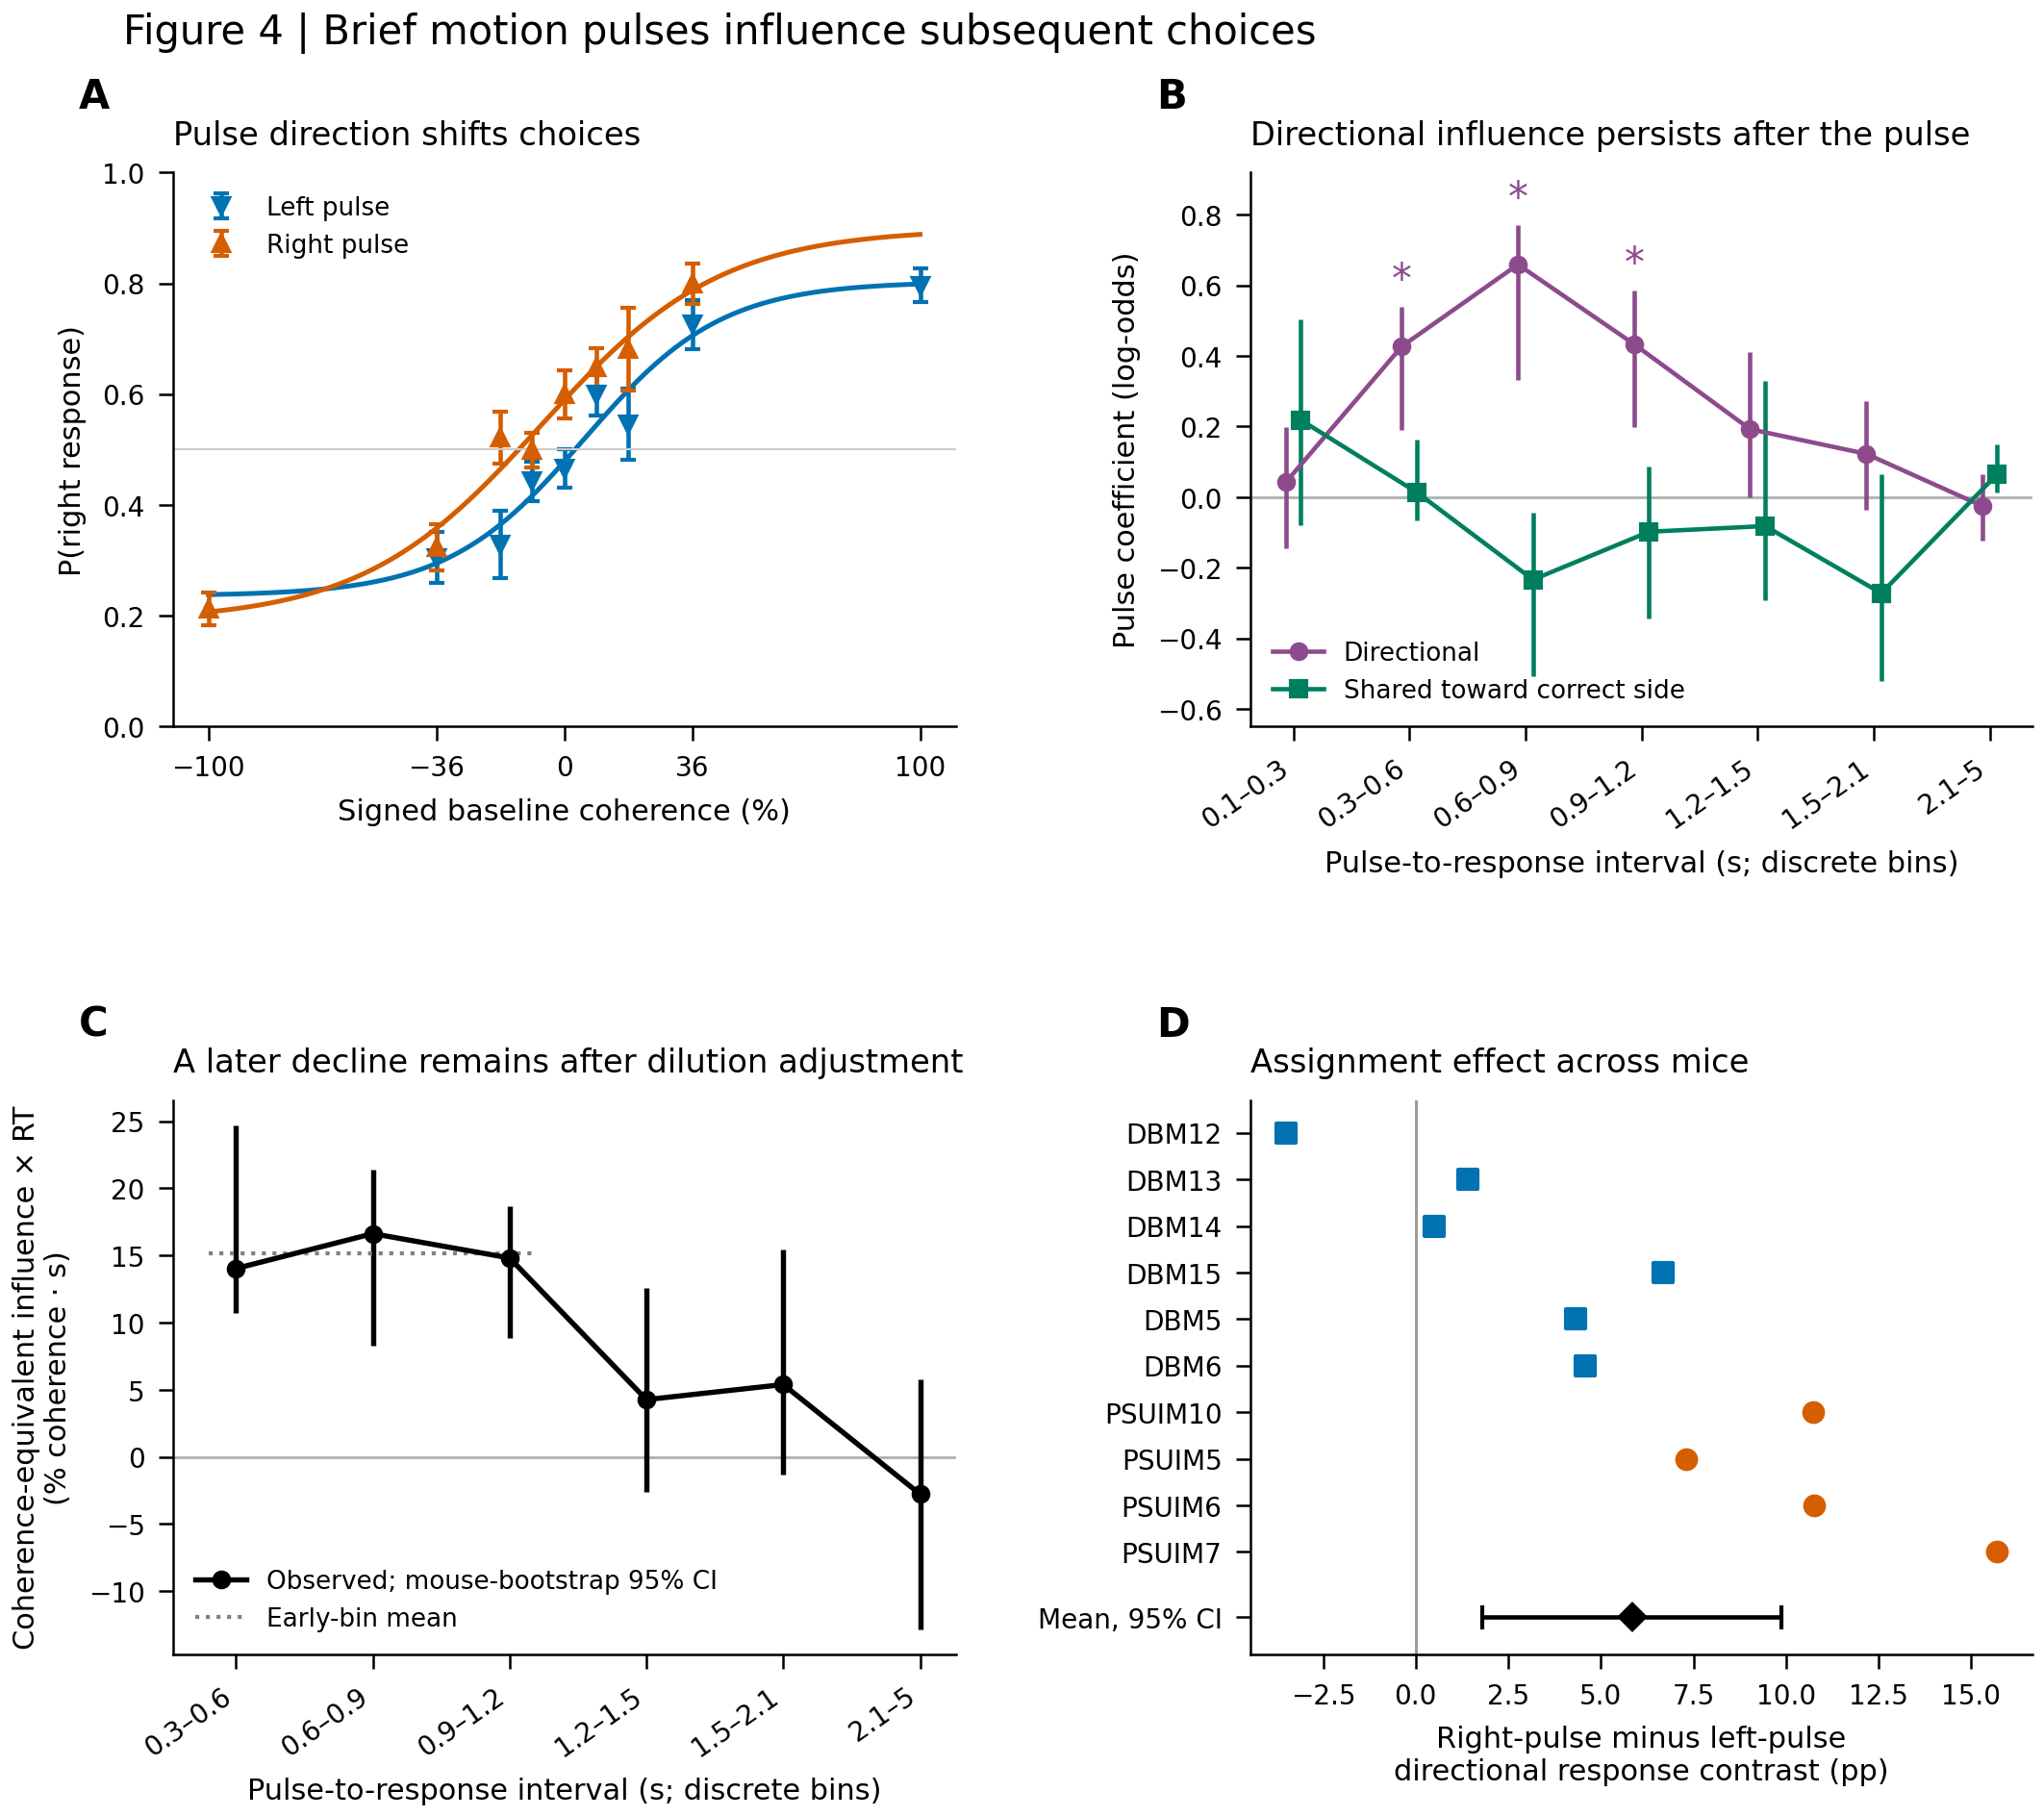 Figure 4 | Brief motion pulses influence subsequent choices
A
Pulse direction shifts choices
1.0
0.8
0.6
0.4
0.2
0.0
P(right response)
Left pulse
Right pulse
−100
−36
0
36
100
Signed baseline coherence (%)
B
Directional influence persists after the pulse
0.8
0.6
0.4
0.2
0.0
−0.2
−0.4
−0.6
Pulse coefficient (log-odds)
*
*
*
Directional
Shared toward correct side
0.1–0.3
0.3–0.6
0.6–0.9
0.9–1.2
1.2–1.5
1.5–2.1
2.1–5
Pulse-to-response interval (s; discrete bins)
C
A later decline remains after dilution adjustment
25
20
15
10
5
0
−5
−10
Coherence-equivalent influence × RT
(% coherence · s)
Observed; mouse-bootstrap 95% CI
Early-bin mean
0.3–0.6
0.6–0.9
0.9–1.2
1.2–1.5
1.5–2.1
2.1–5
Pulse-to-response interval (s; discrete bins)
D
Assignment effect across mice
DBM12
DBM13
DBM14
DBM15
DBM5
DBM6
PSUIM10
PSUIM5
PSUIM6
PSUIM7
Mean, 95% CI
−2.5
0.0
2.5
5.0
7.5
10.0
12.5
15.0
Right-pulse minus left-pulse
directional response contrast (pp)